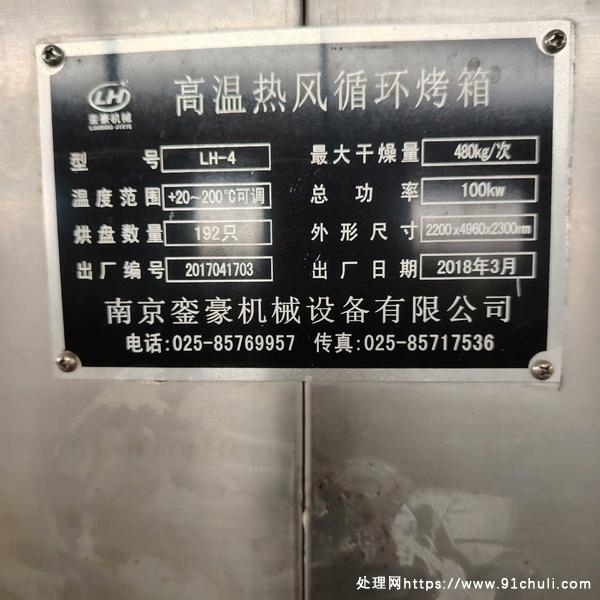 LH
銮豪机械
高温热风循环烤箱
型号 LH-4 最大干燥量 480kg/次
温度范围 +20~200℃可调 总功率 100kw
烘盘数量 192只 外形尺寸 2200x4960x2300mm
出厂编号 2017041703 出厂日期 2018年3月
南京銮豪机械设备有限公司
电话:025-85769957 传真:025-85717536
处理网https://www.91chuli.com/